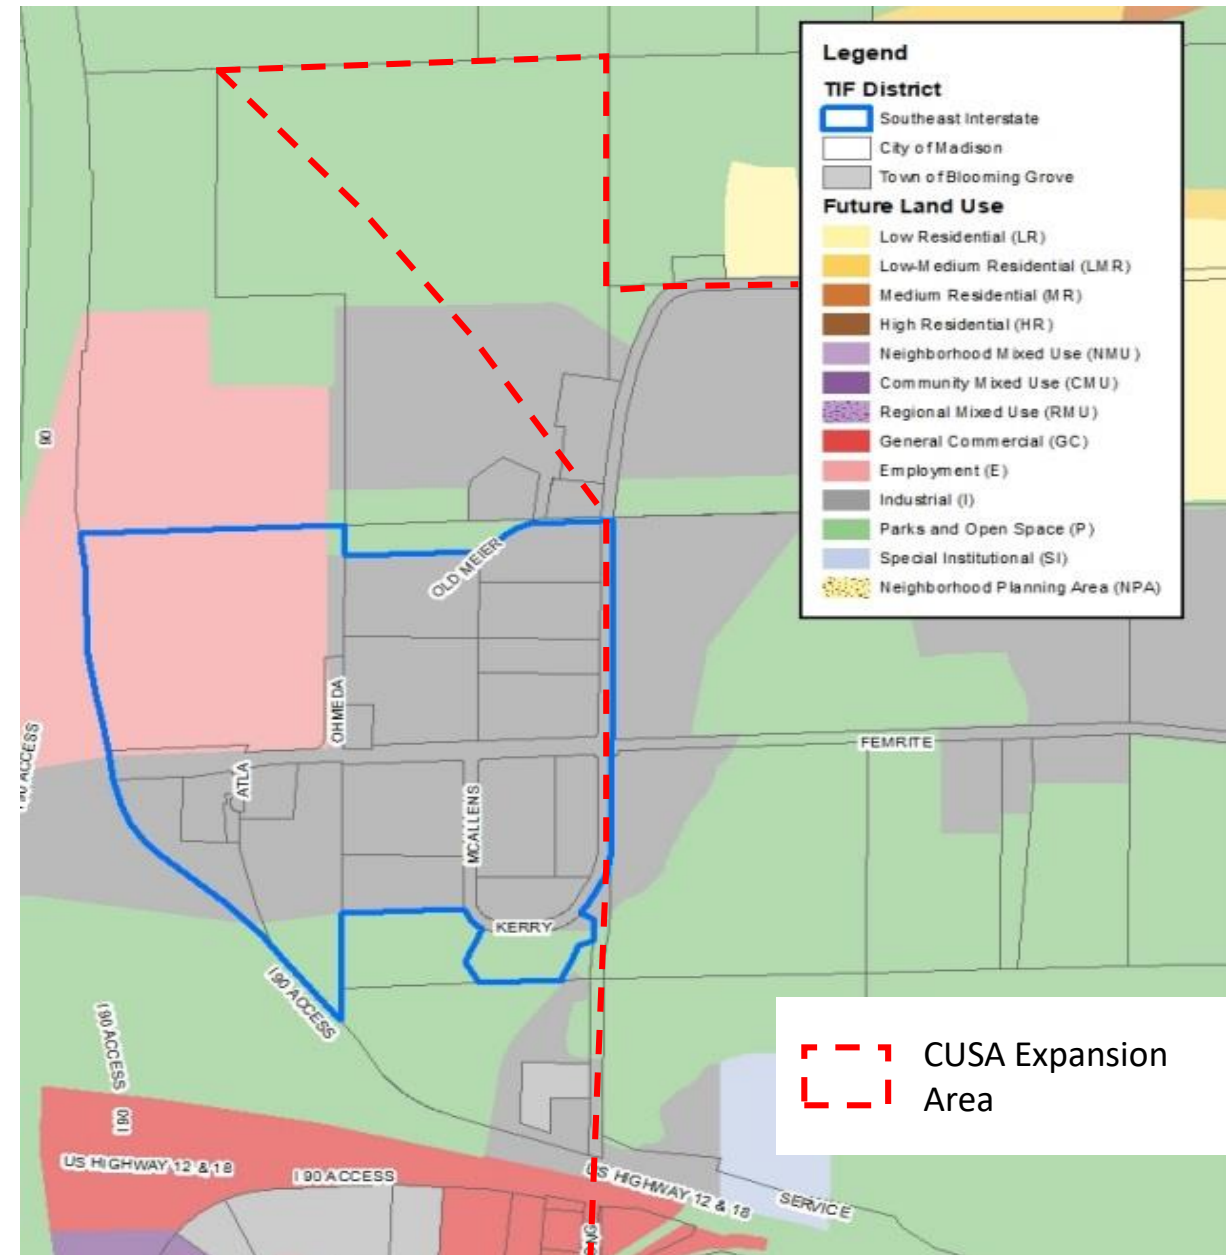 Legend
TIF District
Southeast Interstate
City of Madison
Town of Blooming Grove
Future Land Use
Low Residential (LR)
Low-Medium Residential (LMR)
Medium Residential (MR)
High Residential (HR)
Neighborhood Mixed Use (NMU)
Community Mixed Use (CMU)
Regional Mixed Use (RMU)
General Commercial (GC)
Employment (E)
Industrial (I)
Parks and Open Space (P)
Special Institutional (SI)
Neighborhood Planning Area (NPA)
90
OLD MEIER
OHMEDA
I 90 ACCESS
FEMRITE
ATLA
MCALLENS
KERRY
I 90 ACCESS
I 90 ACCESS
I 90
CUSA Expansion
Area
US HIGHWAY 12 & 18
I 90 ACCESS
US HIGHWAY 12 & 18
SERVICE